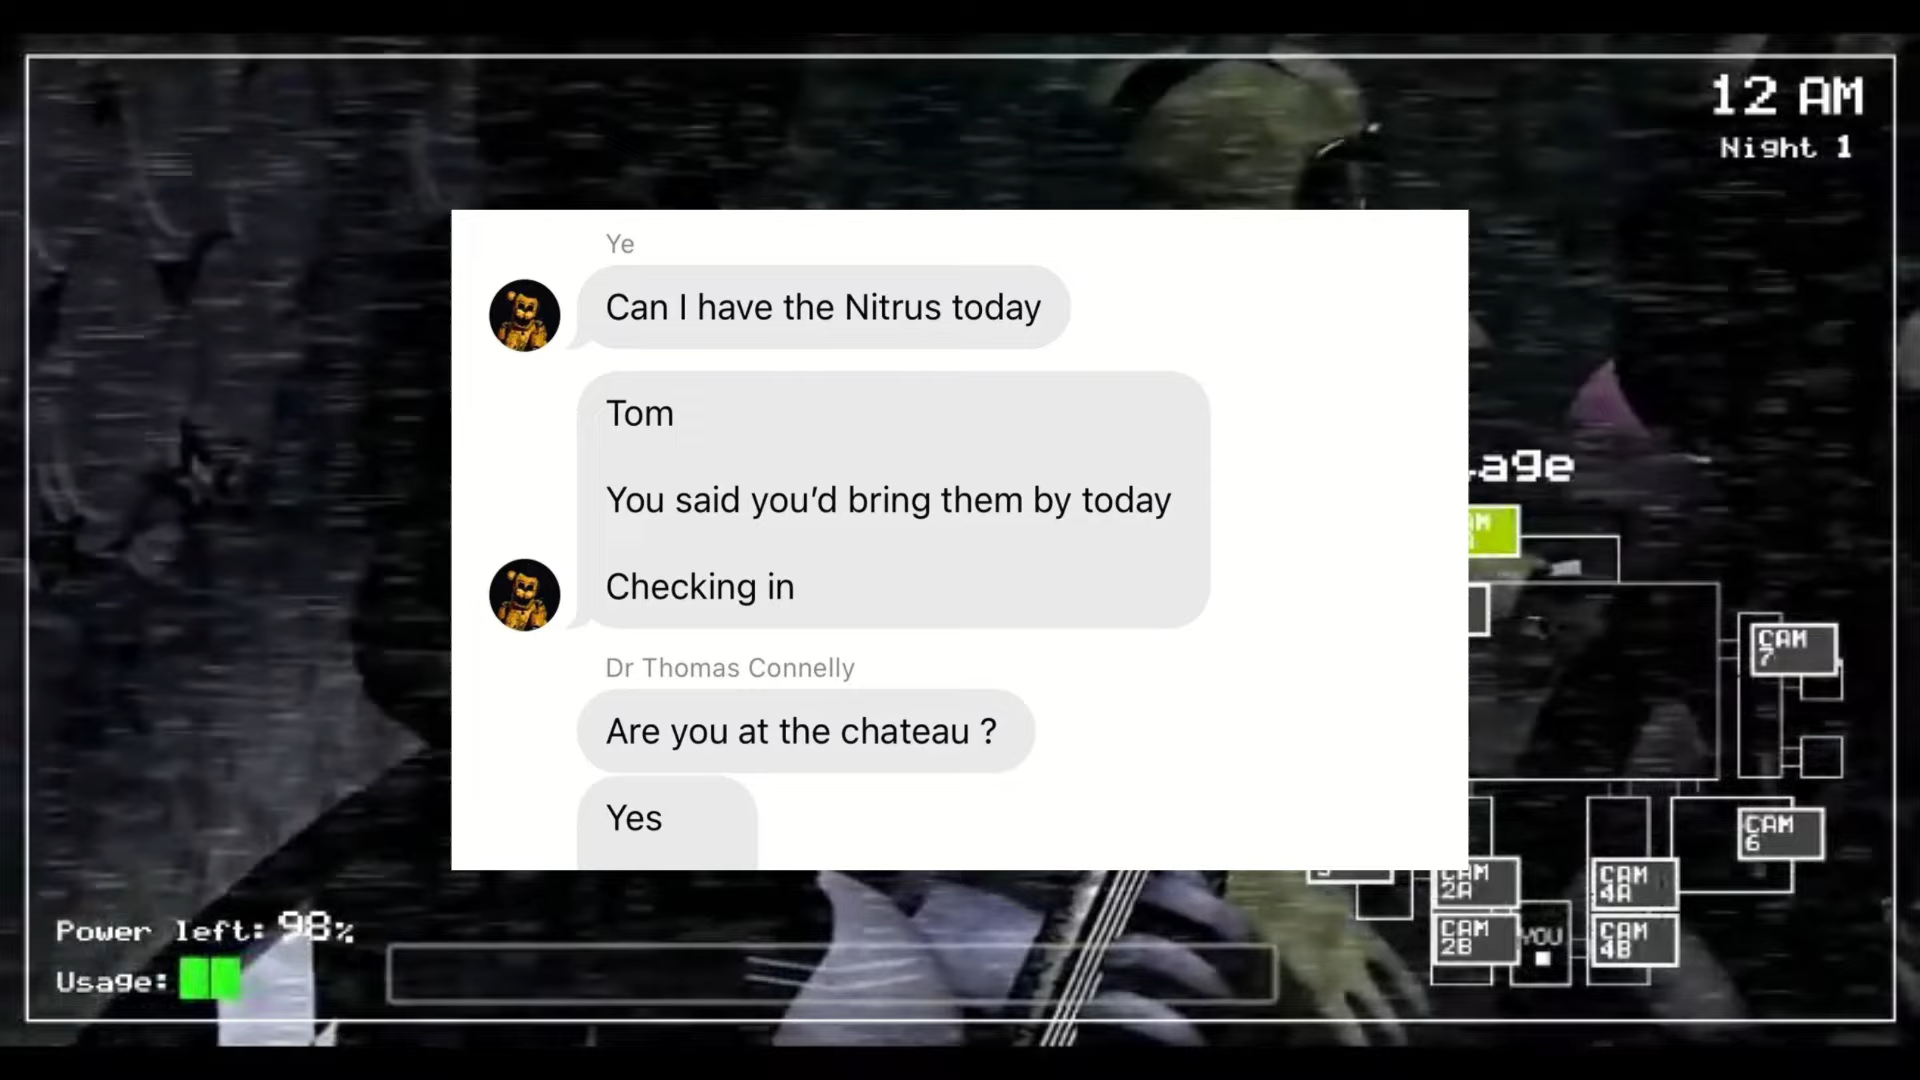 12 AM
Night 1
Ye
Can I have the Nitrus today
Tom
You said you’d bring them by today
Checking in
Dr Thomas Connelly
Are you at the chateau ?
Yes
age
CAM
7
CAM
6
CAM
2A
CAM
4A
CAM
2B
YOU
CAM
4B
Power left: 98%
Usage: